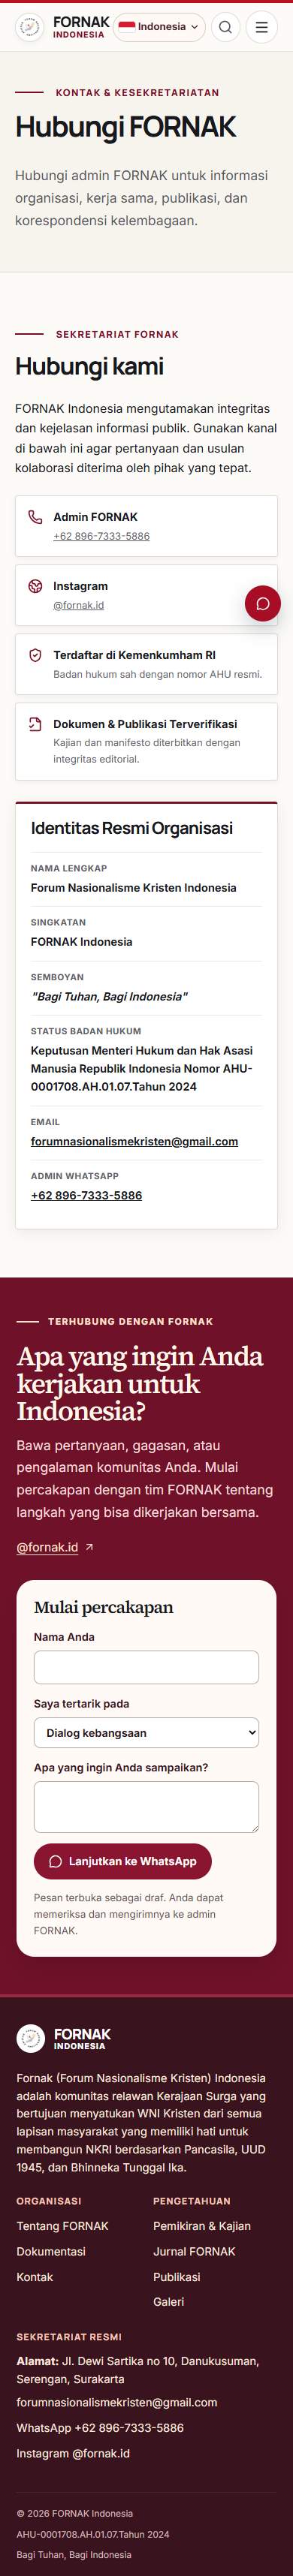 FORNAK
INDONESIA
Indonesia
KONTAK & KESEKRETARIATAN
Hubungi FORNAK
Hubungi admin FORNAK untuk informasi
organisasi, kerja sama, publikasi, dan
korespondensi kelembagaan.
SEKRETARIAT FORNAK
Hubungi kami
FORNAK Indonesia mengutamakan integritas
dan kejelasan informasi publik. Gunakan kanal
di bawah ini agar pertanyaan dan usulan
kolaborasi diterima oleh pihak yang tepat.
Admin FORNAK
+62 896-7333-5886
Instagram
@fornak.id
Terdaftar di Kemenkumham RI
Badan hukum sah dengan nomor AHU resmi.
Dokumen & Publikasi Terverifikasi
Kajian dan manifesto diterbitkan dengan
integritas editorial.
Identitas Resmi Organisasi
NAMA LENGKAP
Forum Nasionalisme Kristen Indonesia
SINGKATAN
FORNAK Indonesia
SEMBOYAN
"Bagi Tuhan, Bagi Indonesia"
STATUS BADAN HUKUM
Keputusan Menteri Hukum dan Hak Asasi
Manusia Republik Indonesia Nomor AHU-
0001708.AH.01.07.Tahun 2024
EMAIL
forumnasionalismekristen@gmail.com
ADMIN WHATSAPP
+62 896-7333-5886
TERHUBUNG DENGAN FORNAK
Apa yang ingin Anda
kerjakan untuk
Indonesia?
Bawa pertanyaan, gagasan, atau
pengalaman komunitas Anda. Mulai
percakapan dengan tim FORNAK tentang
langkah yang bisa dikerjakan bersama.
@fornak.id
Mulai percakapan
Nama Anda
Saya tertarik pada
Dialog kebangsaan
Apa yang ingin Anda sampaikan?
Lanjutkan ke WhatsApp
Pesan terbuka sebagai draf. Anda dapat
memeriksa dan mengirimnya ke admin
FORNAK.
FORNAK
INDONESIA
Fornak (Forum Nasionalisme Kristen) Indonesia
adalah komunitas relawan Kerajaan Surga yang
bertujuan menyatukan WNI Kristen dari semua
lapisan masyarakat yang memiliki hati untuk
membangun NKRI berdasarkan Pancasila, UUD
1945, dan Bhinneka Tunggal Ika.
ORGANISASI
Tentang FORNAK
Dokumentasi
Kontak
PENGETAHUAN
Pemikiran & Kajian
Jurnal FORNAK
Publikasi
Galeri
SEKRETARIAT RESMI
Alamat: Jl. Dewi Sartika no 10, Danukusuman,
Serengan, Surakarta
forumnasionalismekristen@gmail.com
WhatsApp +62 896-7333-5886
Instagram @fornak.id
© 2026 FORNAK Indonesia
AHU-0001708.AH.01.07.Tahun 2024
Bagi Tuhan, Bagi Indonesia